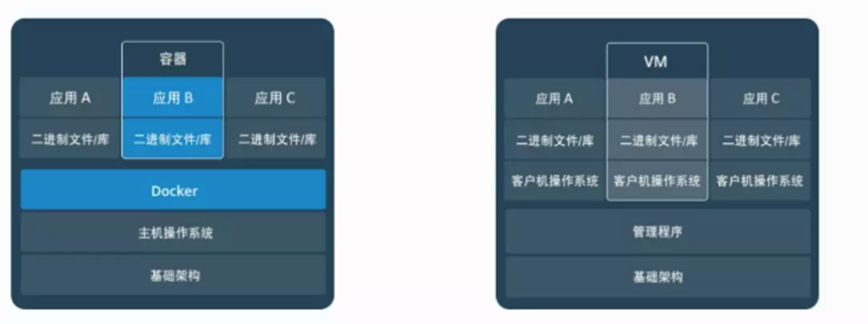 容器
应用 A 应用 B 应用 C
二进制文件/库 二进制文件/库 二进制文件/库
Docker
主机操作系统
基础架构
VM
应用 A 应用 B 应用 C
二进制文件/库 二进制文件/库 二进制文件/库
客户机操作系统 客户机操作系统 客户机操作系统
管理程序
基础架构